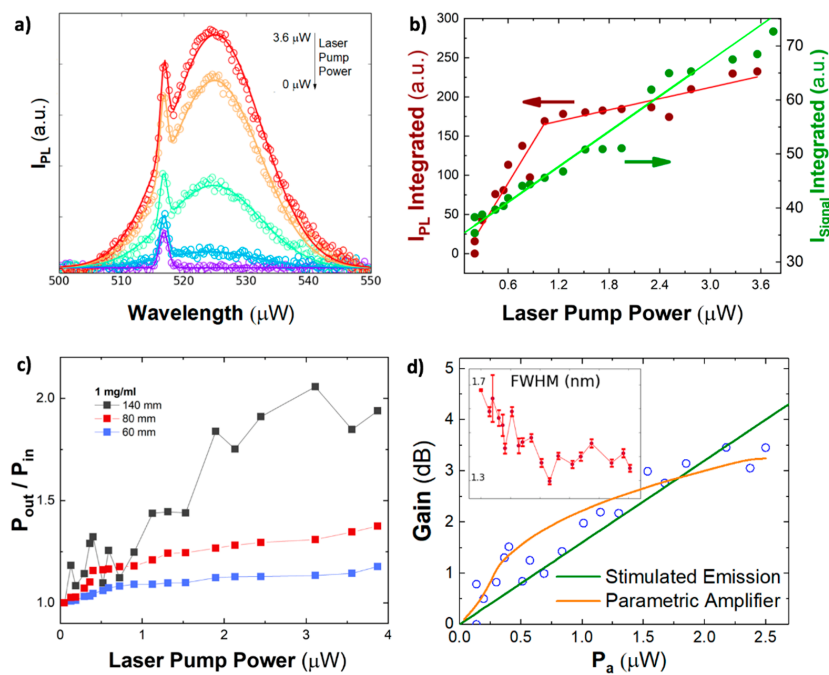 a)
3.6 μW
Laser
Pump
Power
0 μW
I_PL (a.u.)
500 510 520 530 540 550
Wavelength (μW)
b)
300
250
200
150
100
50
0
I_PL Integrated (a.u.)
70
60
50
40
30
I_Signal Integrated (a.u.)
0.0 0.6 1.2 1.8 2.4 3.0 3.6
Laser Pump Power (μW)
c)
1 mg/ml
140 mm
80 mm
60 mm
2.0
1.5
1.0
P_out / P_in
0 1 2 3 4
Laser Pump Power (μW)
d)
FWHM (nm)
1.7
1.3
6
5
4
3
2
1
0
Gain (dB)
Stimulated Emission
Parametric Amplifier
0.0 0.5 1.0 1.5 2.0 2.5
P_a (μW)